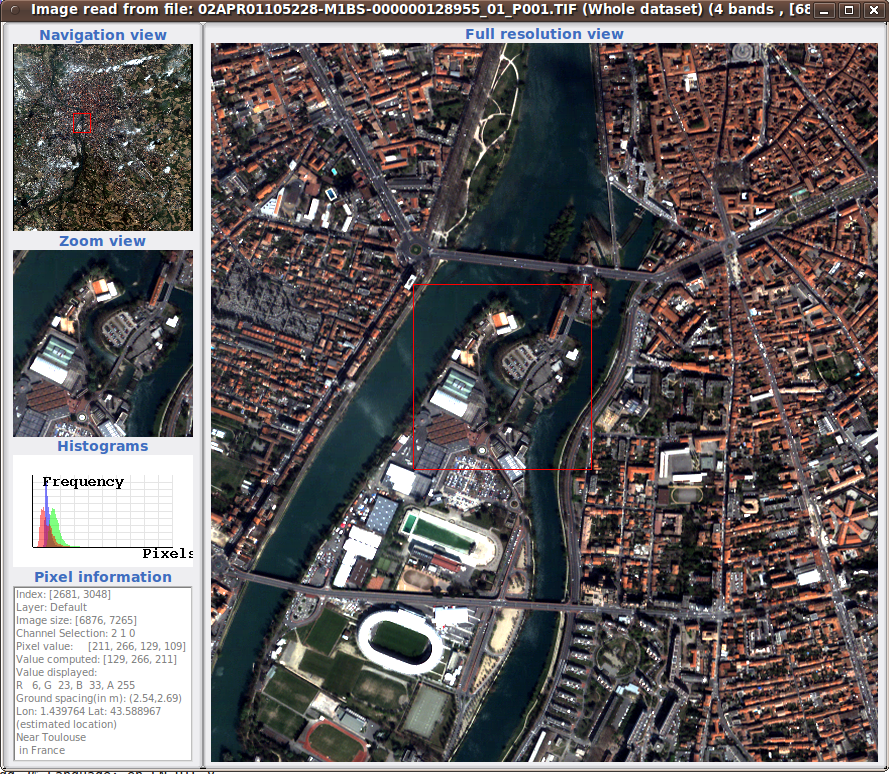 Image read from file: 02APR01105228-M1BS-000000128955_01_P001.TIF (Whole dataset) (4 bands , [68
Navigation view
Full resolution view
Zoom view
Histograms
Frequency
Pixels
Pixel information
Index: [2681, 3048]
Layer: Default
Image size: [6876, 7265]
Channel Selection: 2 1 0
Pixel value: [211, 266, 129, 109]
Value computed: [129, 266, 211]
Value displayed:
R 6, G 23, B 33, A 255
Ground spacing(in m): (2.54,2.69)
Lon: 1.439764 Lat: 43.588967
(estimated location)
Near Toulouse
in France